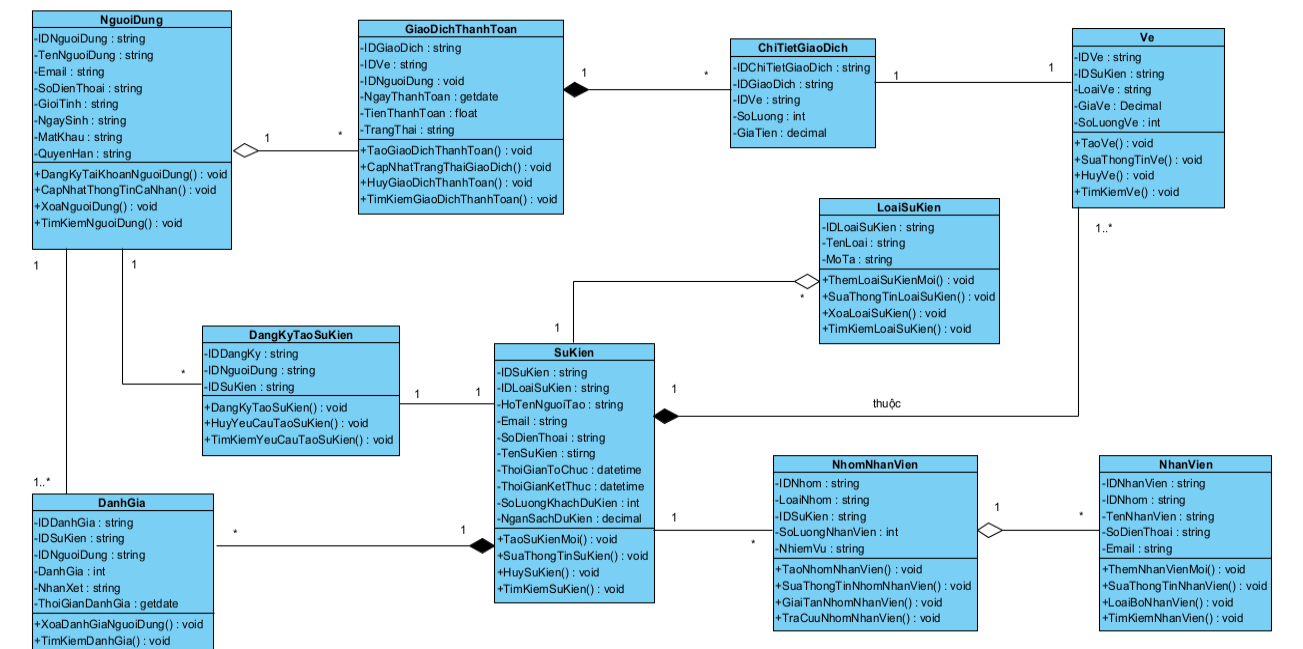 NguoiDung
-IDNguoiDung : string
-TenNguoiDung : string
-Email : string
-SoDienThoai : string
-GioiTinh : string
-NgaySinh : string
-MatKhau : string
-QuyenHan : string
+DangKyTaiKhoanNguoiDung() : void
+CapNhatThongTinCaNhan() : void
+XoaNguoiDung() : void
+TimKiemNguoiDung() : void
1
*
GiaoDichThanhToan
-IDGiaoDich : string
-IDVe : string
-IDNguoiDung : void
-NgayThanhToan : getdate
-TienThanhToan : float
-TrangThai : string
+TaoGiaoDichThanhToan() : void
+CapNhatTrangThaiGiaoDich() : void
+HuyGiaoDichThanhToan() : void
+TimKiemGiaoDichThanhToan() : void
1
*
ChiTietGiaoDich
-IDChiTietGiaoDich : string
-IDGiaoDich : string
-IDVe : string
-SoLuong : int
-GiaTien : decimal
1
1
Ve
-IDVe : string
-IDSuKien : string
-LoaiVe : string
-GiaVe : Decimal
-SoLuongVe : int
+TaoVe() : void
+SuaThongTinVe() : void
+HuyVe() : void
+TimKiemVe() : void
1..*
LoaiSuKien
-IDLoaiSuKien : string
-TenLoai : string
-MoTa : string
+ThemLoaiSuKienMoi() : void
+SuaThongTinLoaiSuKien() : void
+XoaLoaiSuKien() : void
+TimKiemLoaiSuKien() : void
*
1
1
1
*
DangKyTaoSuKien
-IDDangKy : string
-IDNguoiDung : string
-IDSuKien : string
+DangKyTaoSuKien() : void
+HuyYeuCauTaoSuKien() : void
+TimKiemYeuCauTaoSuKien() : void
1
1
SuKien
-IDSuKien : string
-IDLoaiSuKien : string
-HoTenNguoiTao : string
-Email : string
-SoDienThoai : string
-TenSuKien : stirng
-ThoiGianToChuc : datetime
-ThoiGianKetThuc : datetime
-SoLuongKhachDuKien : int
-NganSachDuKien : decimal
+TaoSuKienMoi() : void
+SuaThongTinSuKien() : void
+HuySuKien() : void
+TimKiemSuKien() : void
1
thuộc
1..*
DanhGia
-IDDanhGia : string
-IDSuKien : string
-IDNguoiDung : string
-DanhGia : int
-NhanXet : string
-ThoiGianDanhGia : getdate
+XoaDanhGiaNguoiDung() : void
+TimKiemDanhGia() : void
*
1
1
*
NhomNhanVien
-IDNhom : string
-LoaiNhom : string
-IDSuKien : string
-SoLuongNhanVien : int
-NhiemVu : string
+TaoNhomNhanVien() : void
+SuaThongTinNhomNhanVien() : void
+GiaiTanNhomNhanVien() : void
+TraCuuNhomNhanVien() : void
1
*
NhanVien
-IDNhanVien : string
-IDNhom : string
-TenNhanVien : string
-SoDienThoai : string
-Email : string
+ThemNhanVienMoi() : void
+SuaThongTinNhanVien() : void
+LoaiBoNhanVien() : void
+TimKiemNhanVien() : void